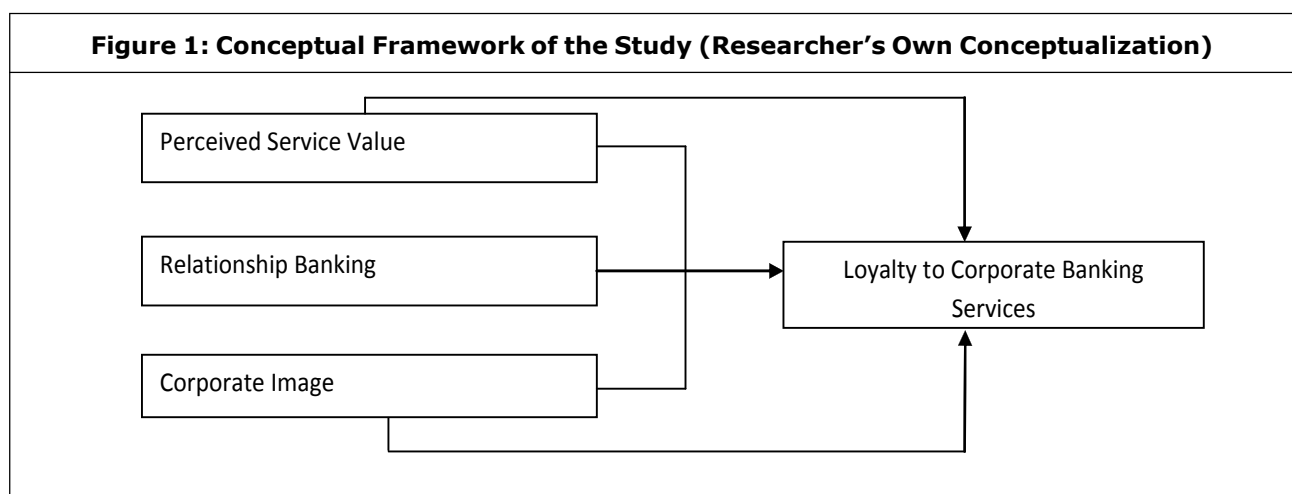 Figure 1: Conceptual Framework of the Study (Researcher’s Own Conceptualization)
Perceived Service Value
Relationship Banking
Loyalty to Corporate Banking
Services
Corporate Image